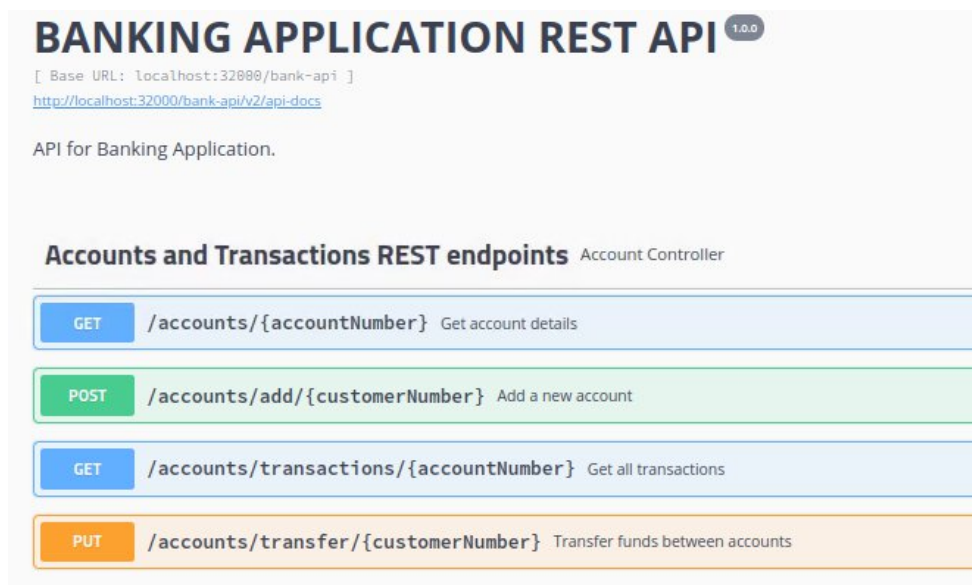 BANKING APPLICATION REST API 1.0.0
[ Base URL: localhost:32000/bank-api ]
http://localhost:32000/bank-api/v2/api-docs
API for Banking Application.
Accounts and Transactions REST endpoints Account Controller
GET /accounts/{accountNumber} Get account details
POST /accounts/add/{customerNumber} Add a new account
GET /accounts/transactions/{accountNumber} Get all transactions
PUT /accounts/transfer/{customerNumber} Transfer funds between accounts